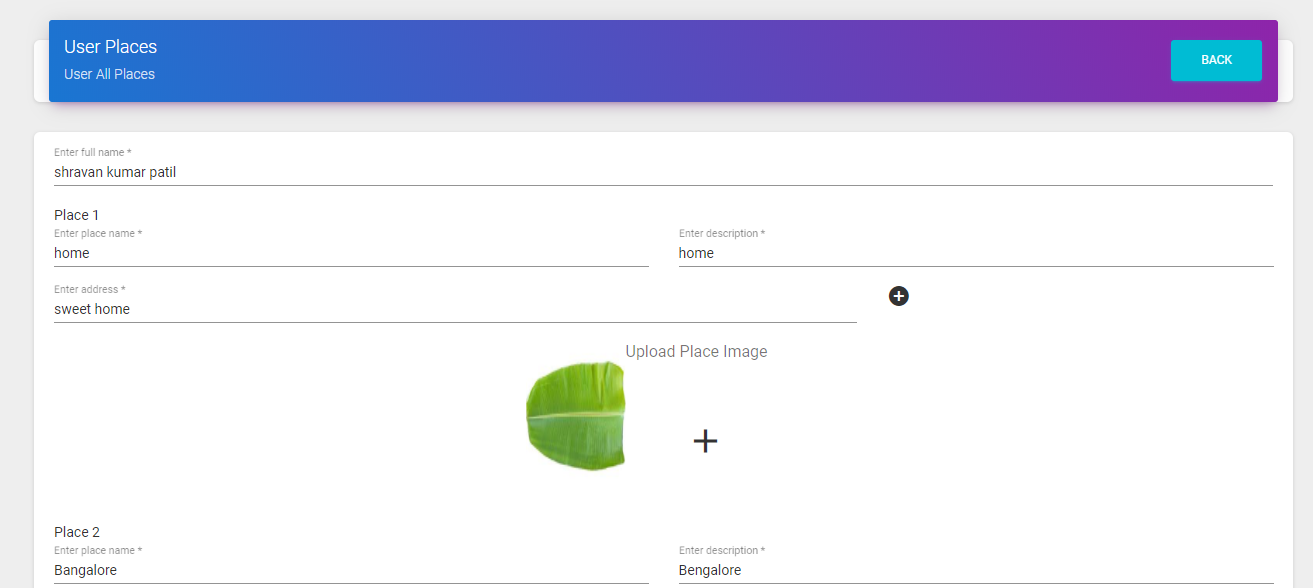 User Places
User All Places
BACK
Enter full name *
shravan kumar patil
Place 1
Enter place name *
home
Enter description *
home
Enter address *
sweet home
Upload Place Image
Place 2
Enter place name *
Bangalore
Enter description *
Bengalore